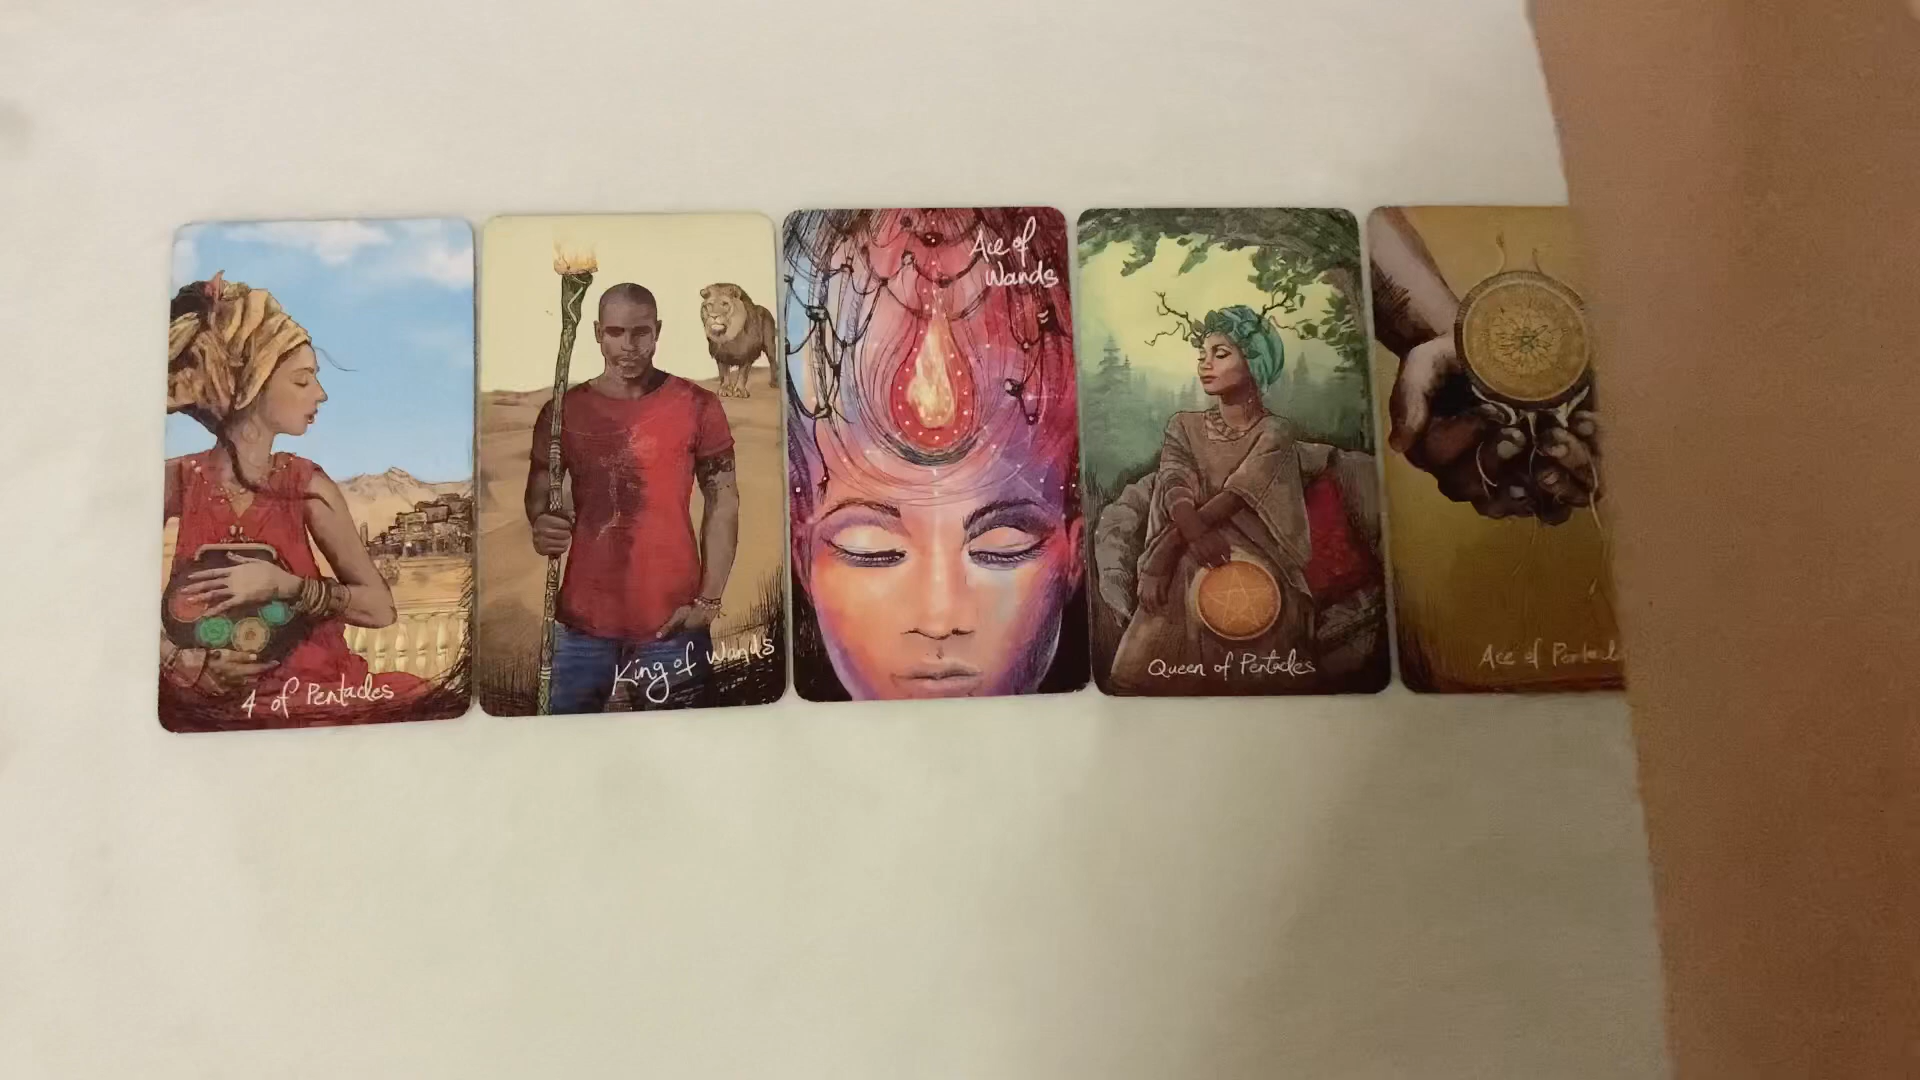 4 of Pentacles
King of Wands
Ace of
Wands
Queen of Pentacles
Ace of